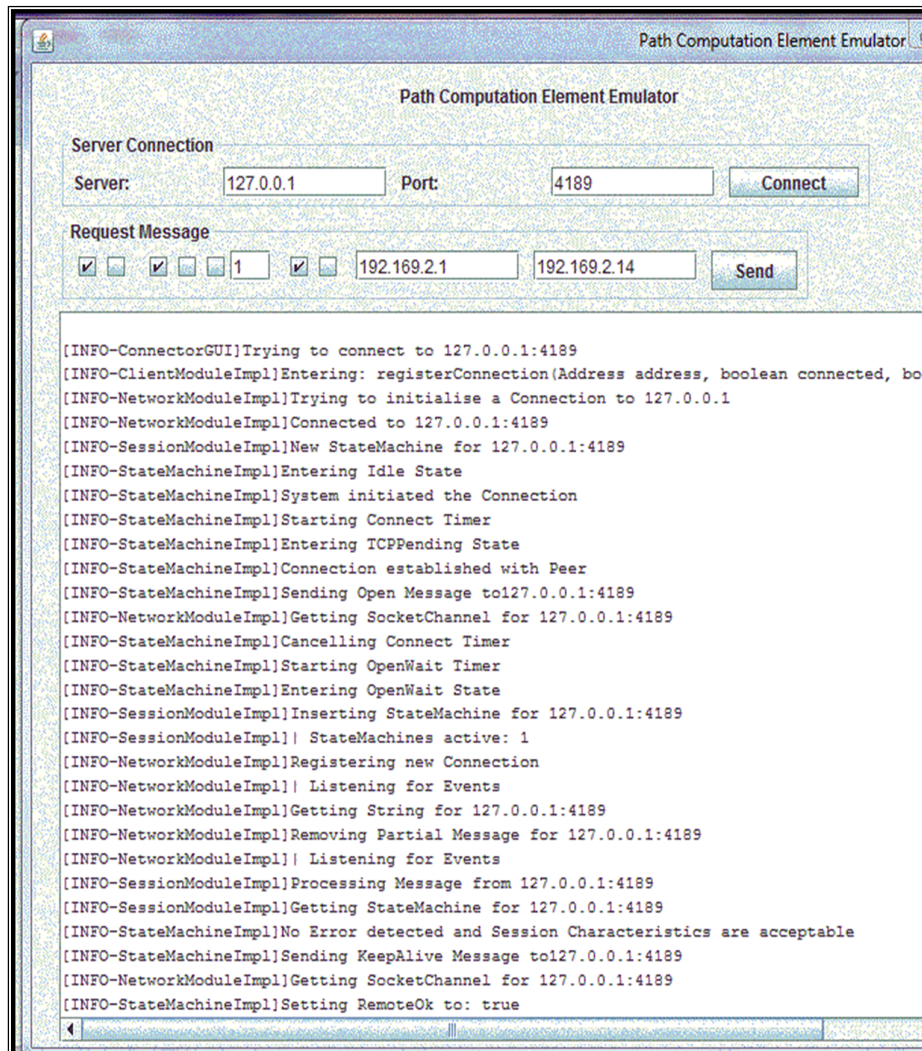 Path Computation Element Emulator
Path Computation Element Emulator
Server Connection
Server: 127.0.0.1 Port: 4189 Connect
Request Message
1 192.169.2.1 192.169.2.14 Send
[INFO-ConnectorGUI]Trying to connect to 127.0.0.1:4189
[INFO-ClientModuleImpl]Entering: registerConnection(Address address, boolean connected, bo
[INFO-NetworkModuleImpl]Trying to initialise a Connection to 127.0.0.1
[INFO-NetworkModuleImpl]Connected to 127.0.0.1:4189
[INFO-SessionModuleImpl]New StateMachine for 127.0.0.1:4189
[INFO-StateMachineImpl]Entering Idle State
[INFO-StateMachineImpl]System initiated the Connection
[INFO-StateMachineImpl]Starting Connect Timer
[INFO-StateMachineImpl]Entering TCPPending State
[INFO-StateMachineImpl]Connection established with Peer
[INFO-StateMachineImpl]Sending Open Message to127.0.0.1:4189
[INFO-NetworkModuleImpl]Getting SocketChannel for 127.0.0.1:4189
[INFO-StateMachineImpl]Cancelling Connect Timer
[INFO-StateMachineImpl]Starting OpenWait Timer
[INFO-StateMachineImpl]Entering OpenWait State
[INFO-SessionModuleImpl]Inserting StateMachine for 127.0.0.1:4189
[INFO-SessionModuleImpl]| StateMachines active: 1
[INFO-NetworkModuleImpl]Registering new Connection
[INFO-NetworkModuleImpl]| Listening for Events
[INFO-NetworkModuleImpl]Getting String for 127.0.0.1:4189
[INFO-NetworkModuleImpl]Removing Partial Message for 127.0.0.1:4189
[INFO-NetworkModuleImpl]| Listening for Events
[INFO-SessionModuleImpl]Processing Message from 127.0.0.1:4189
[INFO-SessionModuleImpl]Getting StateMachine for 127.0.0.1:4189
[INFO-StateMachineImpl]No Error detected and Session Characteristics are acceptable
[INFO-StateMachineImpl]Sending KeepAlive Message to127.0.0.1:4189
[INFO-NetworkModuleImpl]Getting SocketChannel for 127.0.0.1:4189
[INFO-StateMachineImpl]Setting RemoteOk to: true